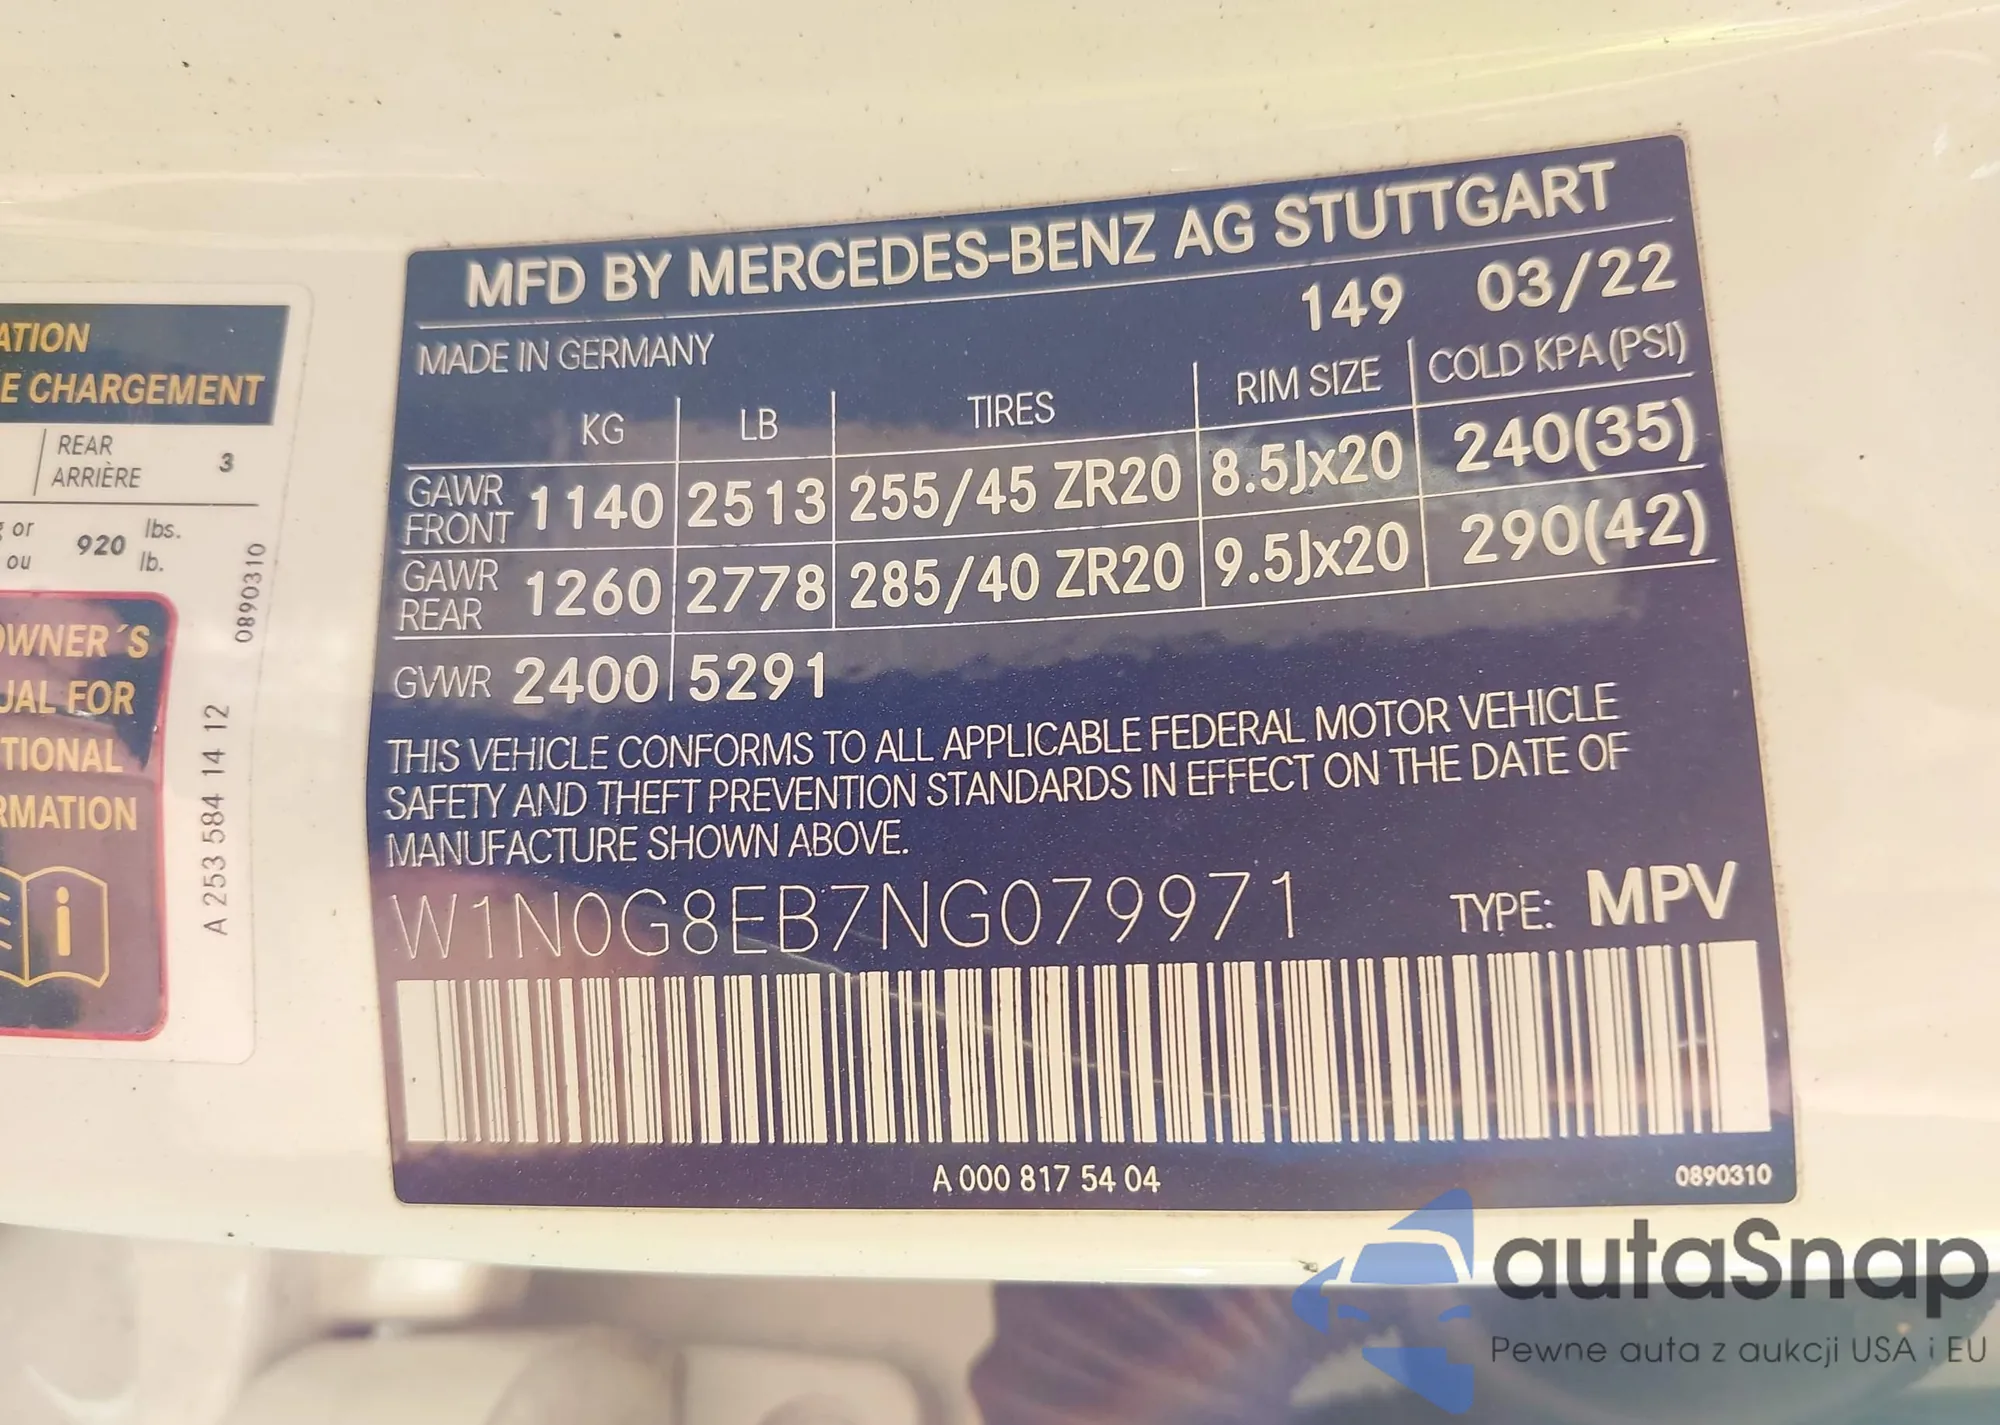 ATION
E CHARGEMENT
REAR
ARRIÈRE 3
or 920 lbs.
ou lb.
OWNER´S
UAL FOR
TIONAL
RMATION
i
A 253 584 14 12
0890310
MFD BY MERCEDES-BENZ AG STUTTGART
MADE IN GERMANY 149 03/22
KG LB TIRES RIM SIZE COLD KPA(PSI)
GAWR FRONT 1140 2513 255/45 ZR20 8.5Jx20 240(35)
GAWR REAR 1260 2778 285/40 ZR20 9.5Jx20 290(42)
GVWR 2400 5291
THIS VEHICLE CONFORMS TO ALL APPLICABLE FEDERAL MOTOR VEHICLE
SAFETY AND THEFT PREVENTION STANDARDS IN EFFECT ON THE DATE OF
MANUFACTURE SHOWN ABOVE.
W1N0G8EB7NG079971 TYPE: MPV
A 000 817 54 04 0890310
autaSnap
Pewne auta z aukcji USA i EU